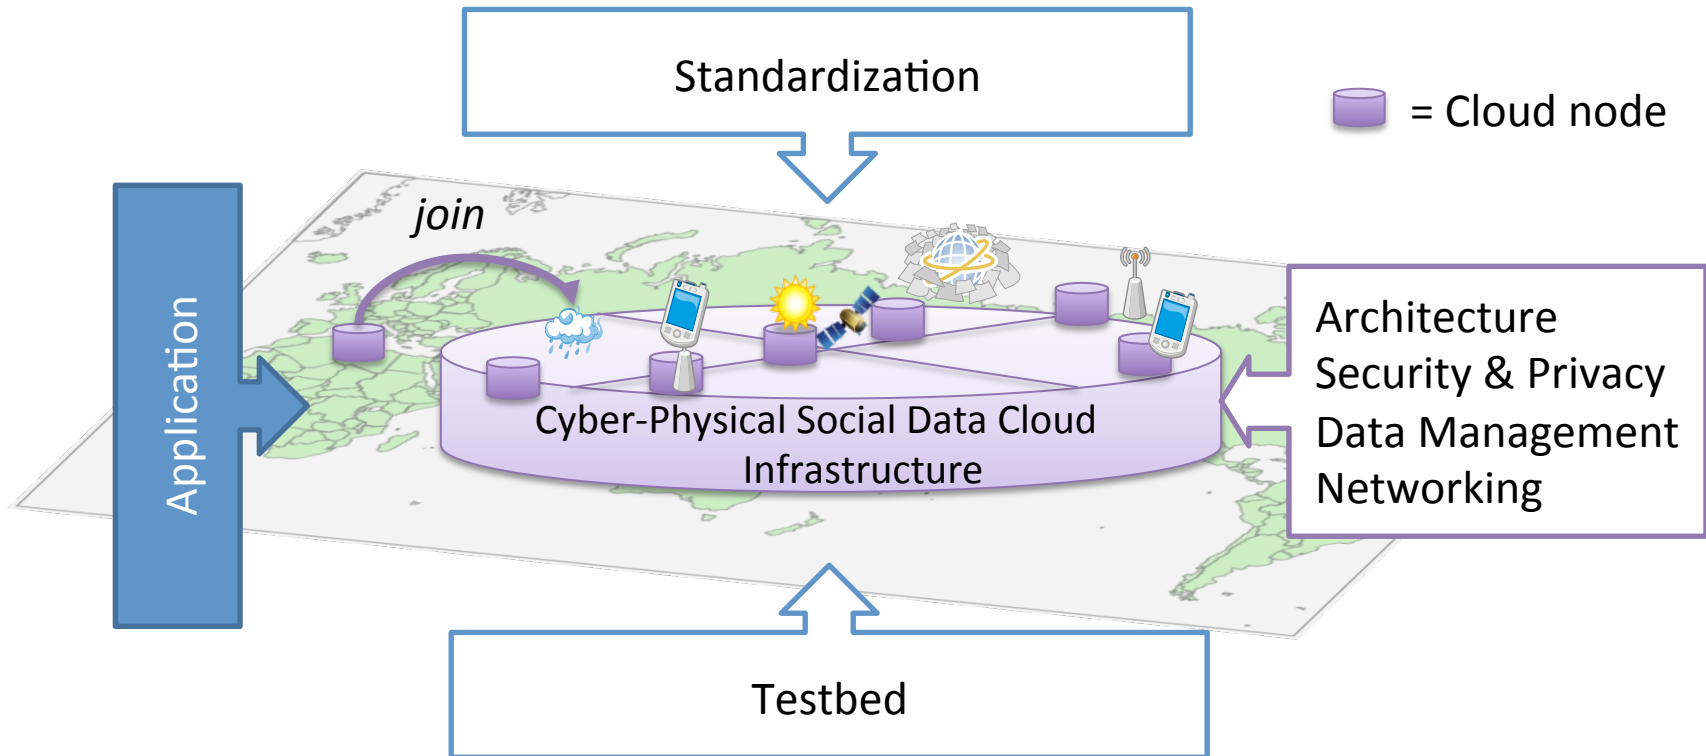 Standardization
= Cloud node
join
Application
Architecture
Security & Privacy
Data Management
Networking
Cyber-Physical Social Data Cloud
Infrastructure
Testbed